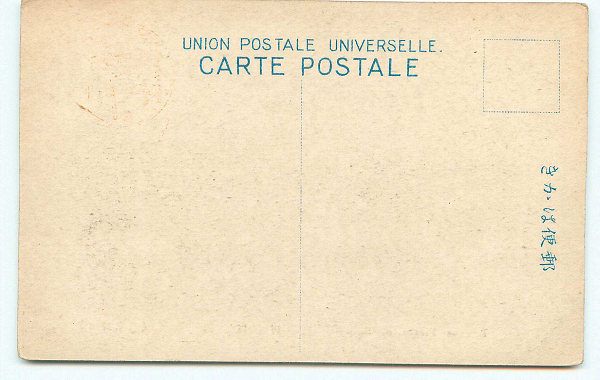 UNION POSTALE UNIVERSELLE.
CARTE POSTALE
郵便はかき